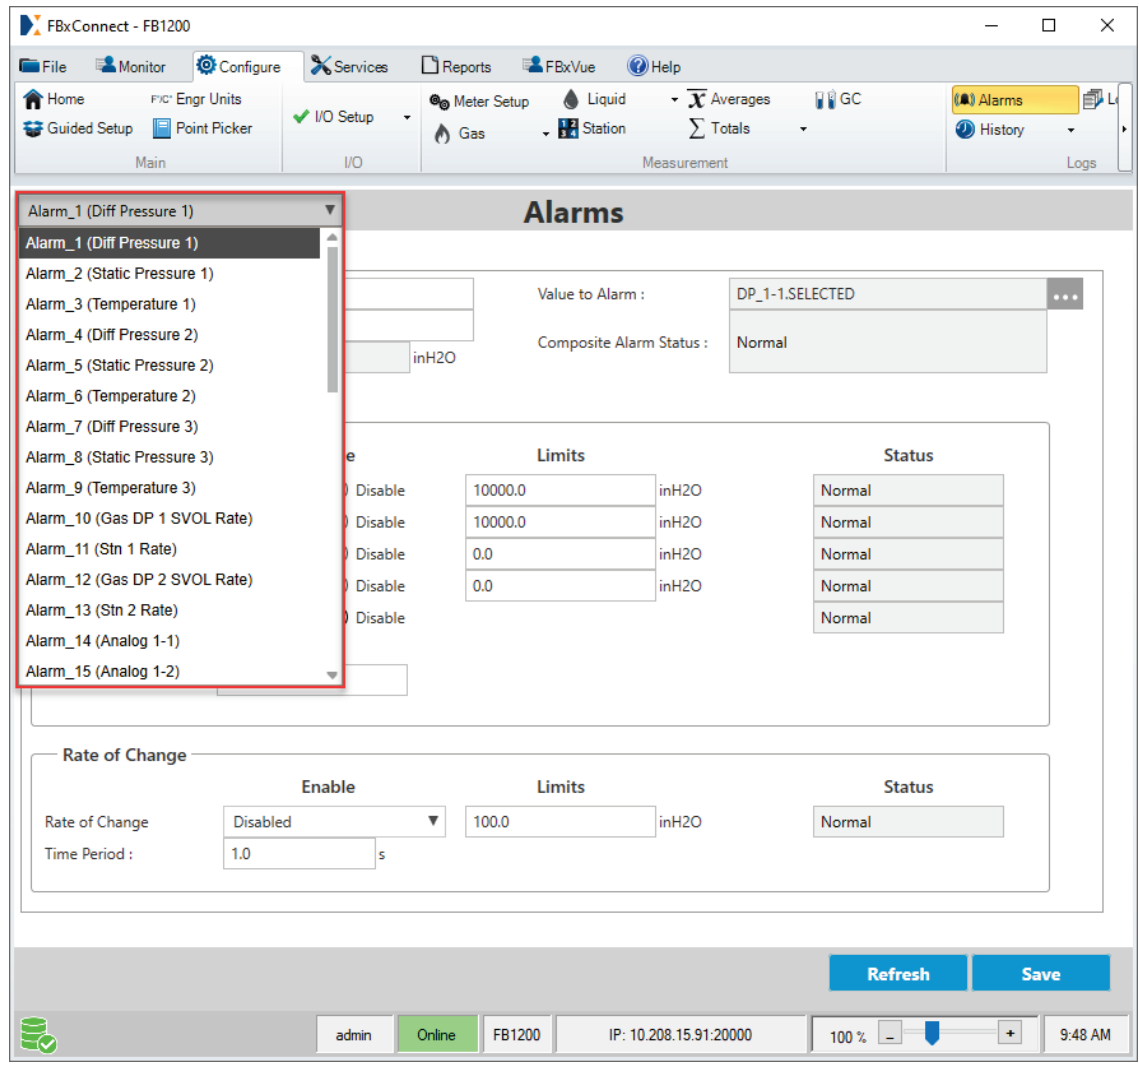 FBxConnect - FB1200
File Monitor Configure Services Reports FBxVue Help
Home Engr Units I/O Setup Meter Setup Liquid x Averages GC Alarms
Guided Setup Point Picker Gas 12 34 Station ∑ Totals History
Main I/O Measurement Logs
Alarm_1 (Diff Pressure 1) Alarms
Alarm_1 (Diff Pressure 1)
Alarm_2 (Static Pressure 1)
Alarm_3 (Temperature 1)
Alarm_4 (Diff Pressure 2)
Alarm_5 (Static Pressure 2)
Alarm_6 (Temperature 2)
Alarm_7 (Diff Pressure 3)
Alarm_8 (Static Pressure 3)
Alarm_9 (Temperature 3)
Alarm_10 (Gas DP 1 SVOL Rate)
Alarm_11 (Stn 1 Rate)
Alarm_12 (Gas DP 2 SVOL Rate)
Alarm_13 (Stn 2 Rate)
Alarm_14 (Analog 1-1)
Alarm_15 (Analog 1-2)
Value to Alarm : DP_1-1.SELECTED ...
Composite Alarm Status : Normal
inH2O
e Limits Status
Disable 10000.0 inH2O Normal
Disable 10000.0 inH2O Normal
Disable 0.0 inH2O Normal
Disable 0.0 inH2O Normal
Disable Normal
Rate of Change
Enable Limits Status
Rate of Change Disabled 100.0 inH2O Normal
Time Period : 1.0 s
Refresh Save
admin Online FB1200 IP: 10.208.15.91:20000 100 % - + 9:48 AM